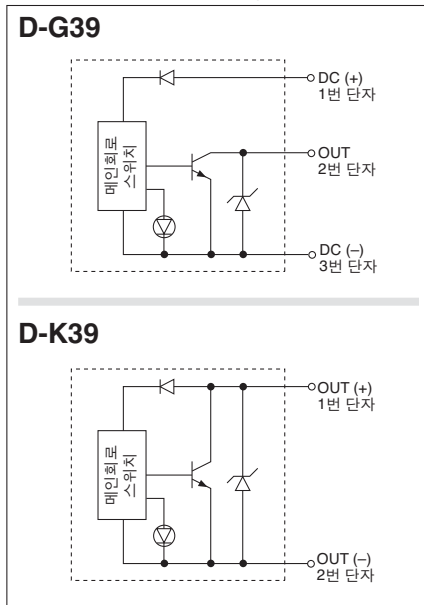 D-G39
DC (+)
1번 단자
메인회로
스위치
OUT
2번 단자
DC (–)
3번 단자
D-K39
OUT (+)
1번 단자
메인회로
스위치
OUT (–)
2번 단자